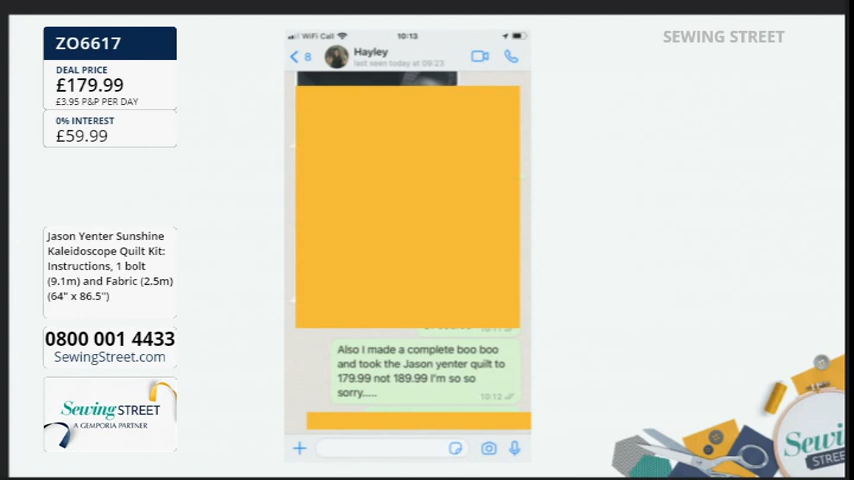 ZO6617
DEAL PRICE
£179.99
£3.95 P&P PER DAY
0% INTEREST
£59.99
Jason Yenter Sunshine
Kaleidoscope Quilt Kit:
Instructions, 1 bolt
(9.1m) and Fabric (2.5m)
(64" x 86.5")
0800 001 4433
SewingStreet.com
Sewing STREET
A GEMPORIA PARTNER
SEWING STREET
WiFi Call
10:13
8
Hayley
last seen today at 09:23
Also I made a complete boo boo
and took the Jason yenter quilt to
179.99 not 189.99 I'm so so
sorry.....
10:12
Sewi
STREE